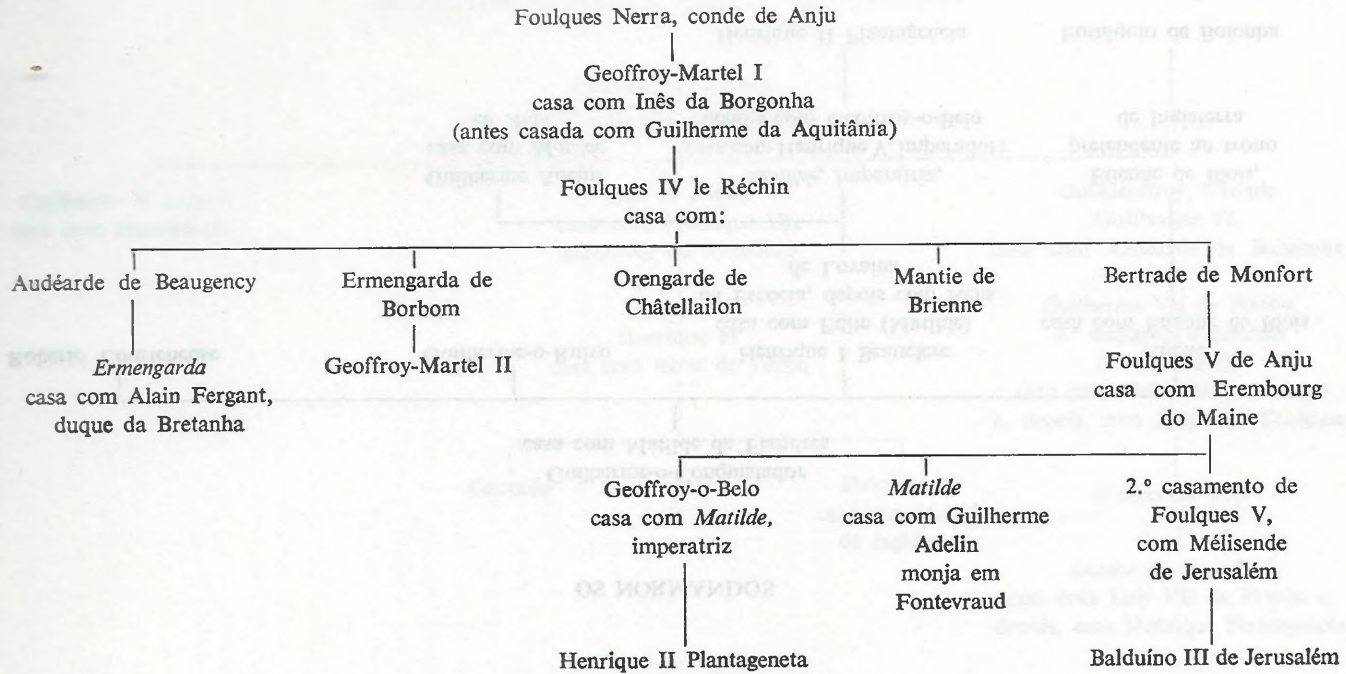 Foulques Nerra, conde de Anju
Geoffroy-Martel I
casa com Inês da Borgonha
(antes casada com Guilherme da Aquitânia)
Foulques IV le Réchin
casa com:
Audéarde de Beaugency
Ermengarda de
Borbom
Orengarde de
Châtellailon
Mantie de
Brienne
Bertrade de Monfort
Ermengarda
casa com Alain Fergant,
duque da Bretanha
Geoffroy-Martel II
Foulques V de Anju
casa com Erembourg
do Maine
Geoffroy-o-Belo
casa com Matilde,
imperatriz
Matilde
casa com Guilherme
Adelin
monja em
Fontevraud
2.º casamento de
Foulques V,
com Mélisende
de Jerusalém
Henrique II Plantageneta
Balduíno III de Jerusalém